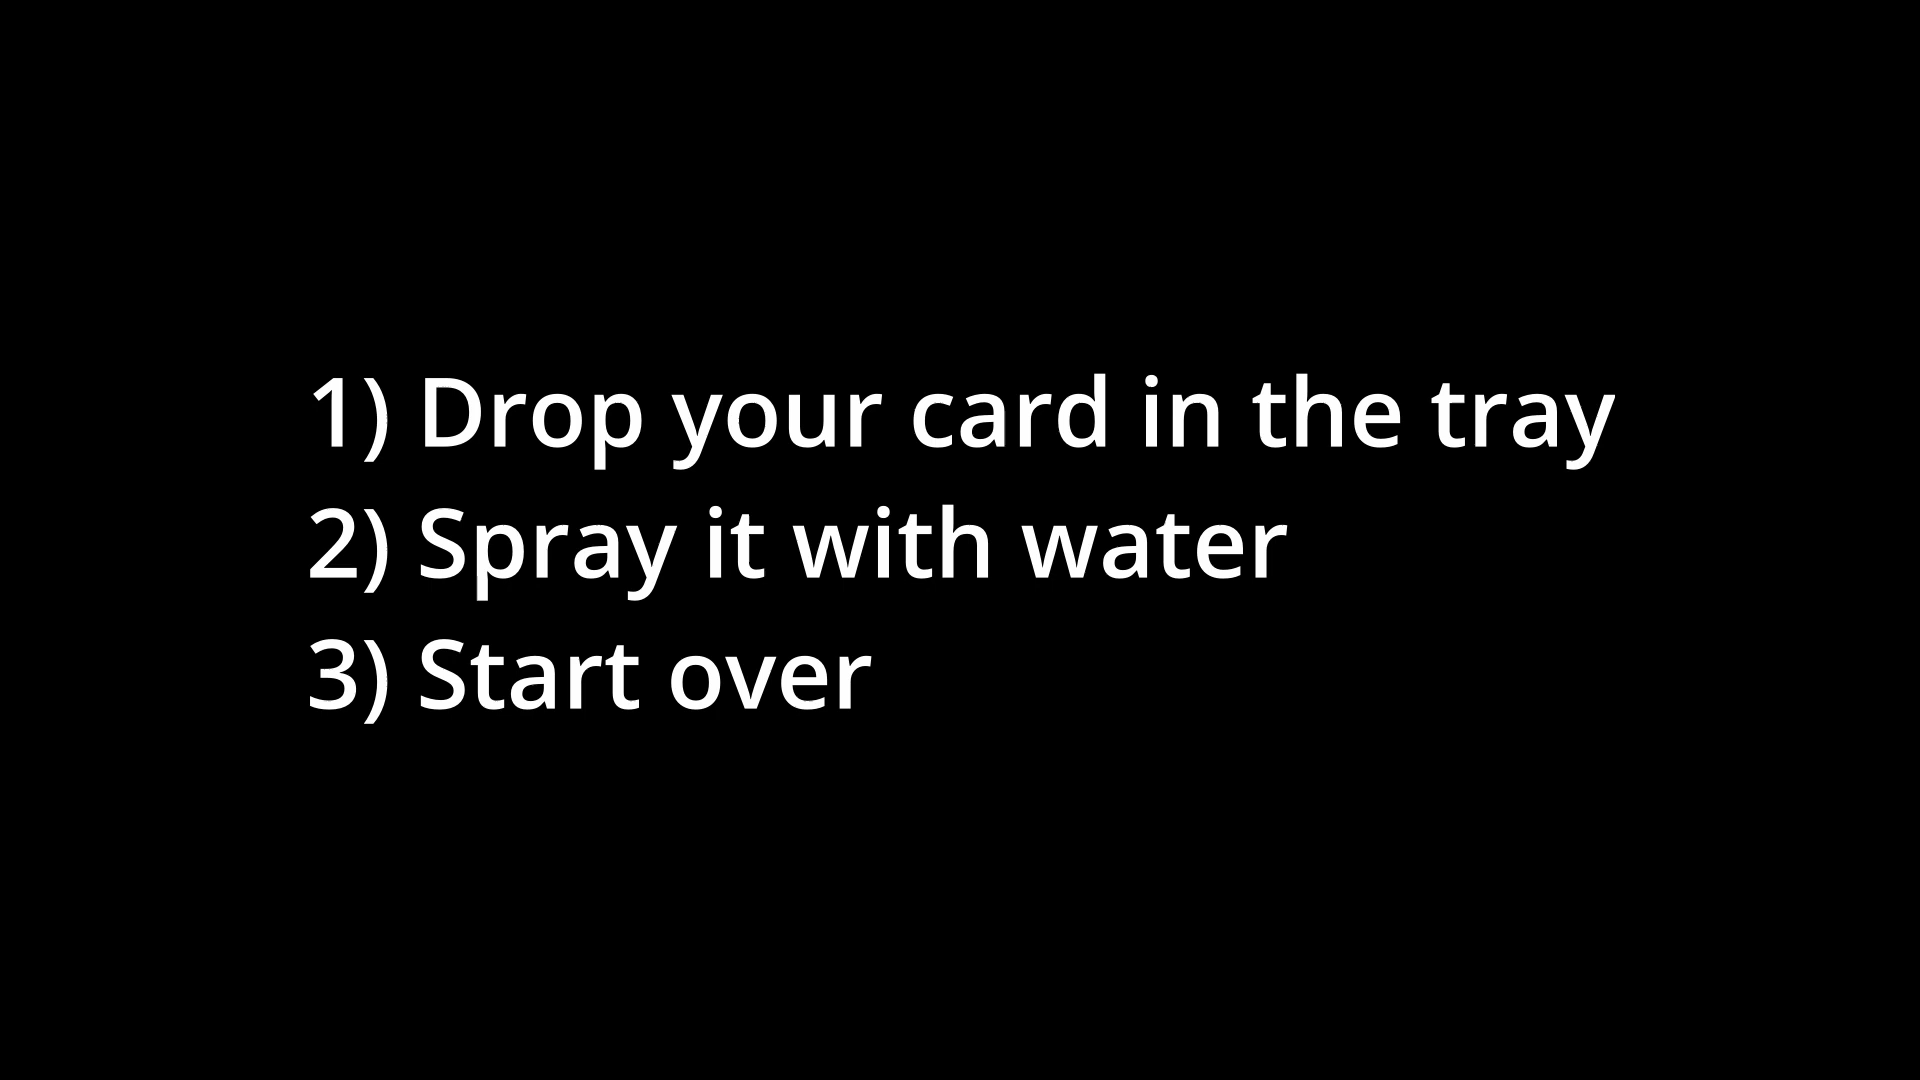 1) Drop your card in the tray
2) Spray it with water
3) Start over